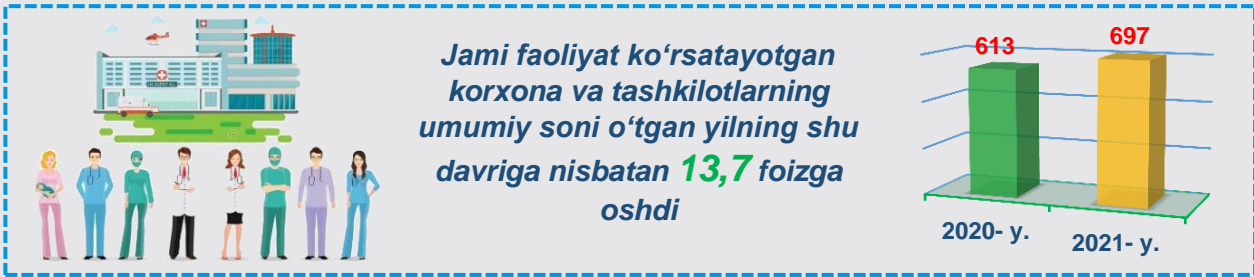 HOSPITAL
Jami faoliyat ko‘rsatayotgan
korxona va tashkilotlarning
umumiy soni o‘tgan yilning shu
davriga nisbatan 13,7 foizga
oshdi
613
697
2020- y.
2021- y.